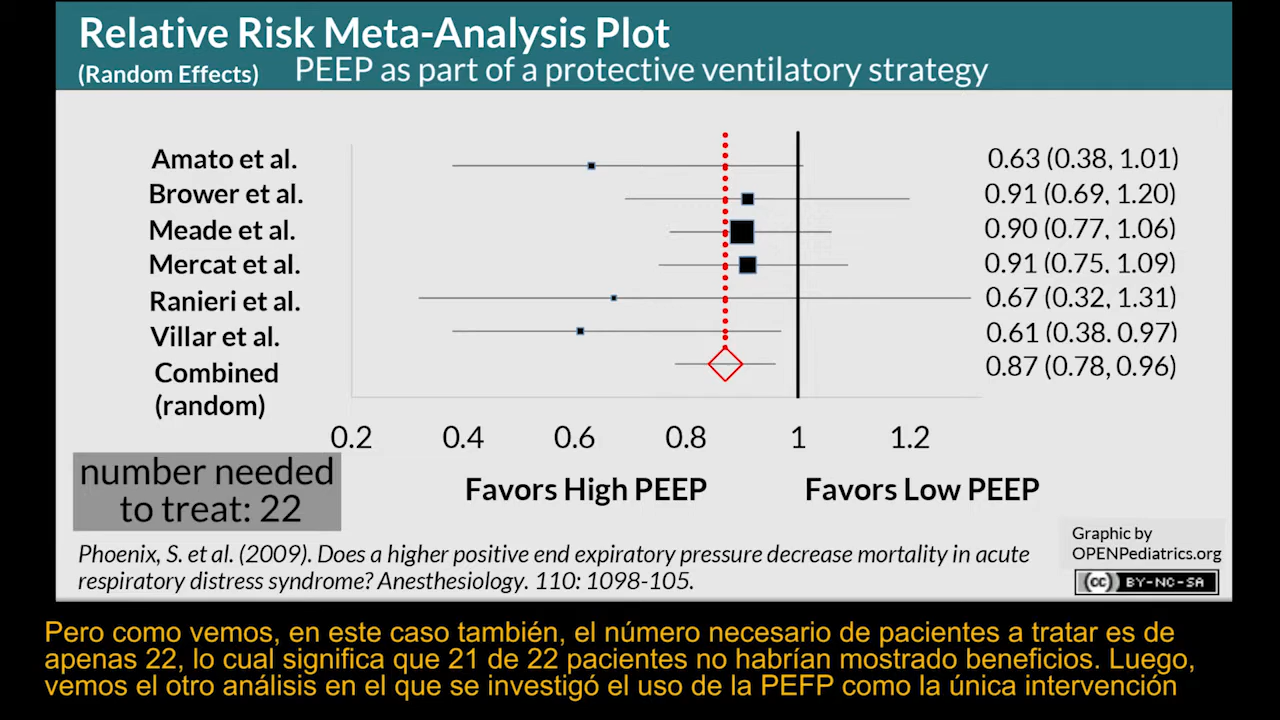 Relative Risk Meta-Analysis Plot
(Random Effects) PEEP as part of a protective ventilatory strategy
Amato et al. 0.63 (0.38, 1.01)
Brower et al. 0.91 (0.69, 1.20)
Meade et al. 0.90 (0.77, 1.06)
Mercat et al. 0.91 (0.75, 1.09)
Ranieri et al. 0.67 (0.32, 1.31)
Villar et al. 0.61 (0.38. 0.97)
Combined 0.87 (0.78, 0.96)
(random)
0.2 0.4 0.6 0.8 1 1.2
Favors High PEEP Favors Low PEEP
number needed
to treat: 22
Graphic by
OPENPediatrics.org
(cc) BY-NC-SA
Phoenix, S. et al. (2009). Does a higher positive end expiratory pressure decrease mortality in acute
respiratory distress syndrome? Anesthesiology. 110: 1098-105.
Pero como vemos, en este caso también, el número necesario de pacientes a tratar es de
apenas 22, lo cual significa que 21 de 22 pacientes no habrían mostrado beneficios. Luego,
vemos el otro análisis en el que se investigó el uso de la PEFP como la única intervención